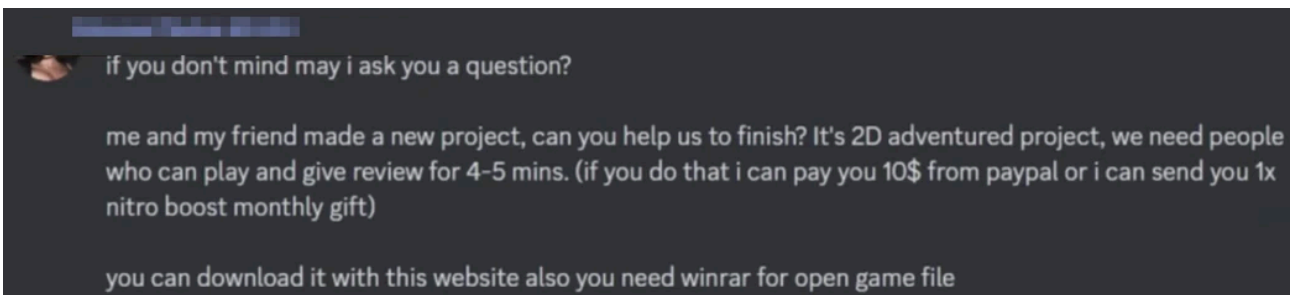 if you don't mind may i ask you a question?
me and my friend made a new project, can you help us to finish? It's 2D adventured project, we need people
who can play and give review for 4-5 mins. (if you do that i can pay you 10$ from paypal or i can send you 1x
nitro boost monthly gift)
you can download it with this website also you need winrar for open game file